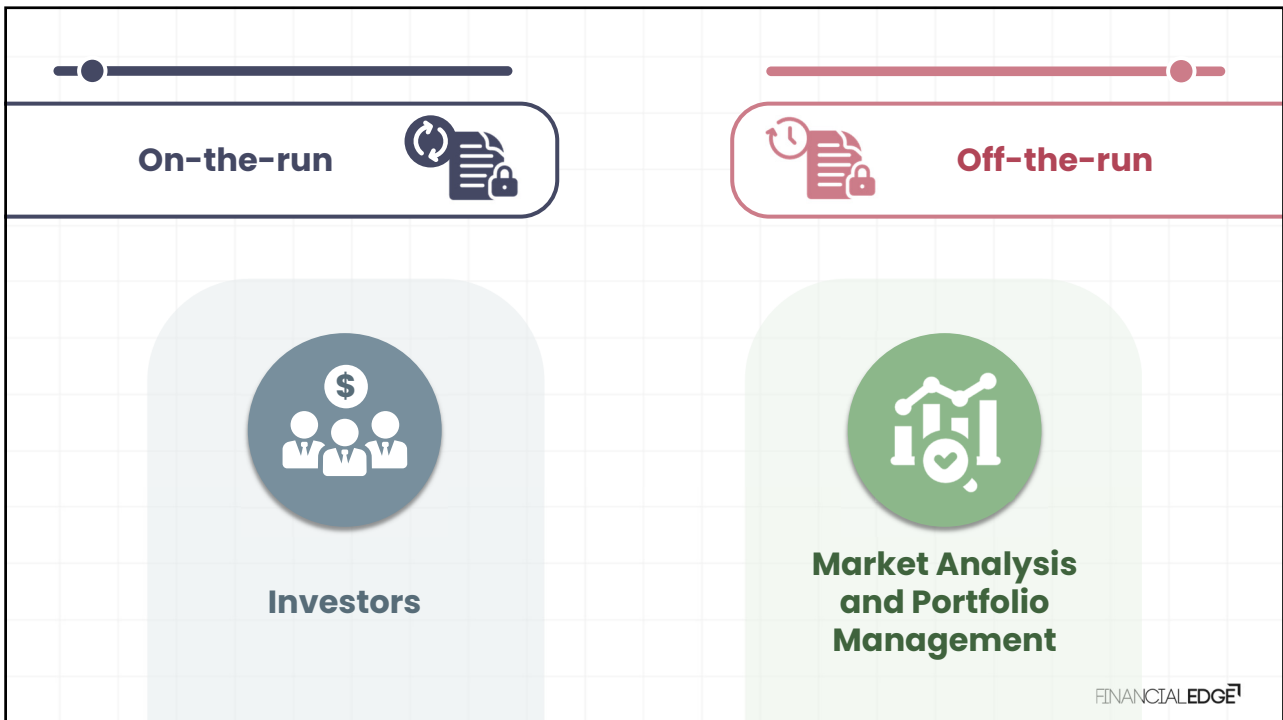 On-the-run
Off-the-run
$
Investors
Market Analysis
and Portfolio
Management
FINANCIALEDGE